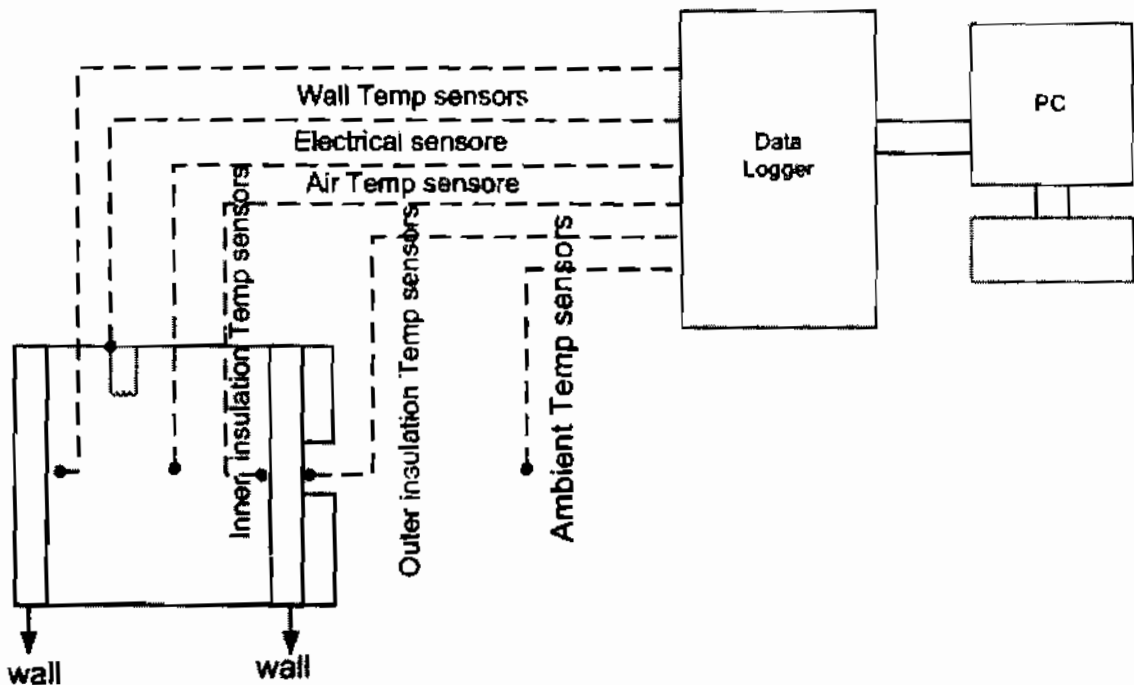 Wall Temp sensors
Electrical sensore
Air Temp sensore
Inner insulation Temp sensors
Outer insulation Temp sensors
Ambient Temp sensors
Data
Logger
PC
wall
wall